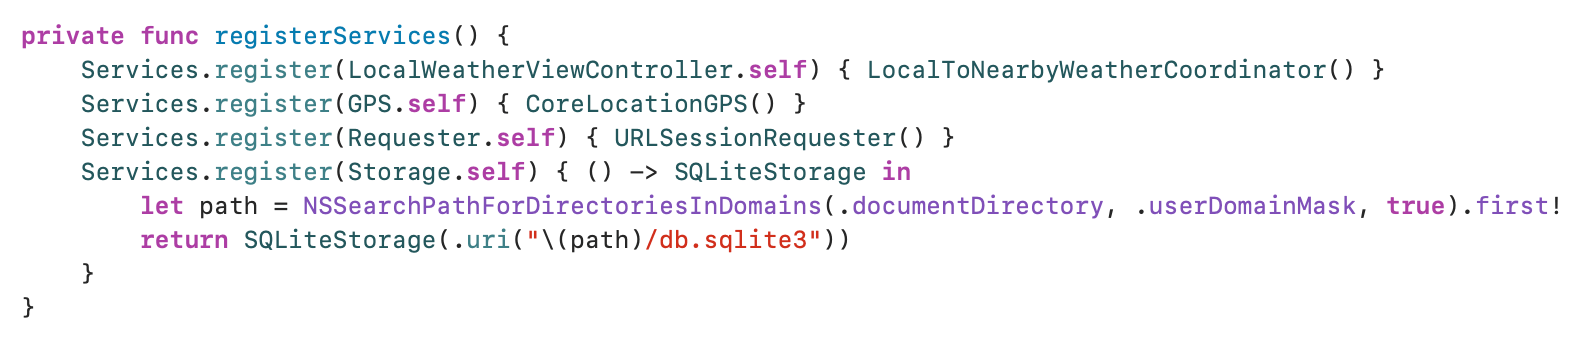 private func registerServices() {
    Services.register(LocalWeatherViewController.self) { LocalToNearbyWeatherCoordinator() }
    Services.register(GPS.self) { CoreLocationGPS() }
    Services.register(Requester.self) { URLSessionRequester() }
    Services.register(Storage.self) { () -> SQLiteStorage in
        let path = NSSearchPathForDirectoriesInDomains(.documentDirectory, .userDomainMask, true).first!
        return SQLiteStorage(.uri("\(path)/db.sqlite3"))
    }
}